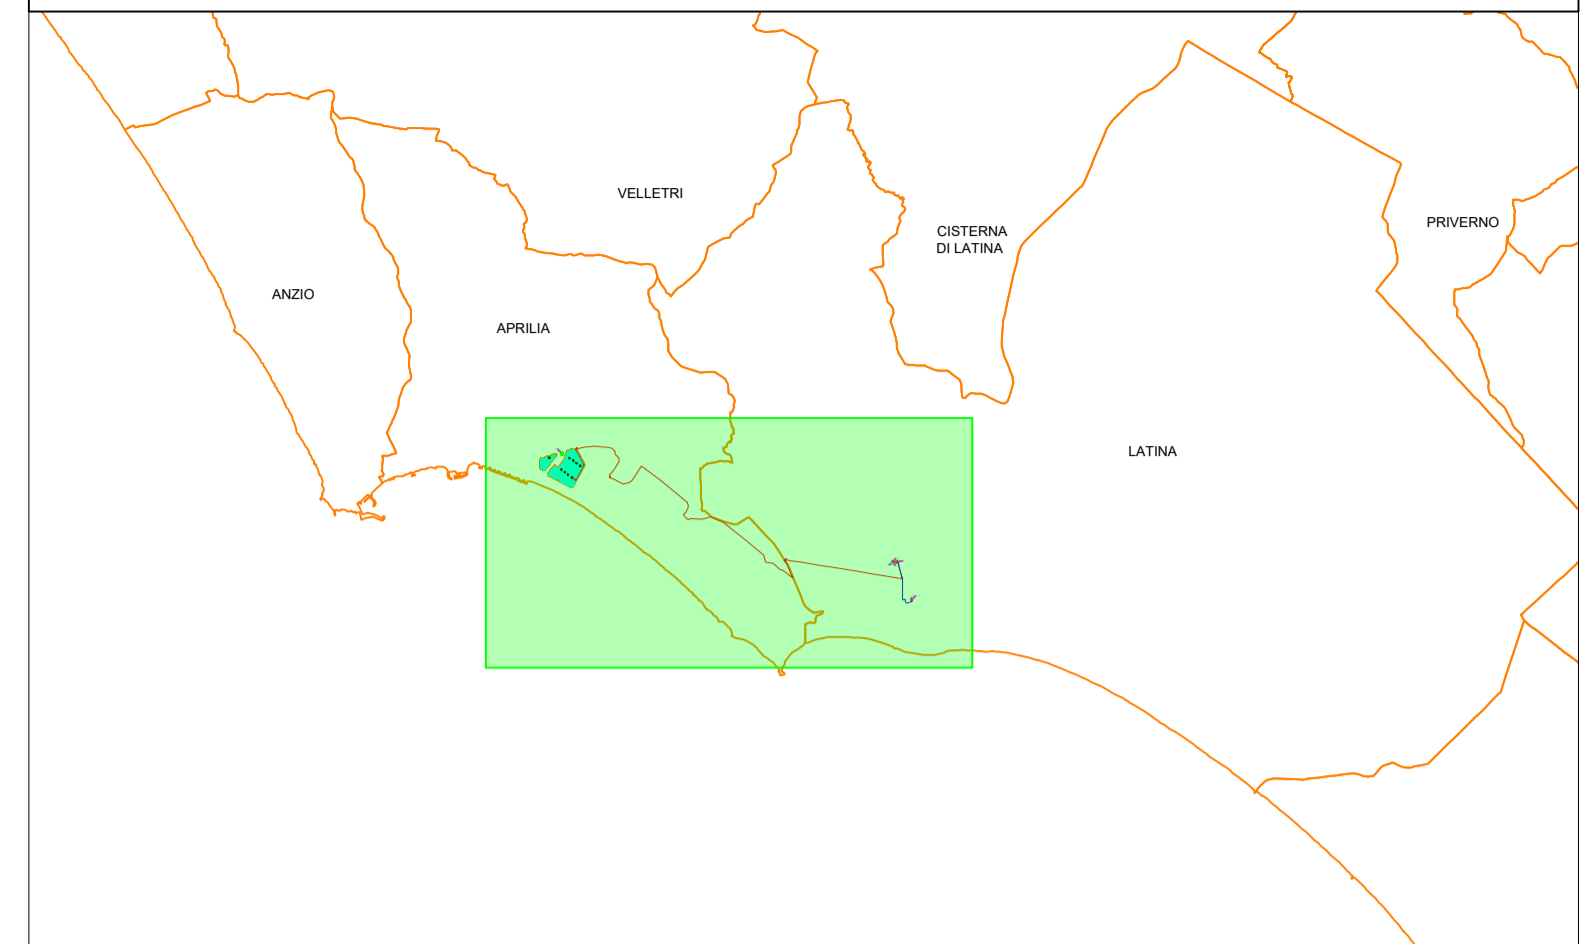 VELLETRI
CISTERNA
DI LATINA
PRIVERNO
ANZIO
APRILIA
LATINA